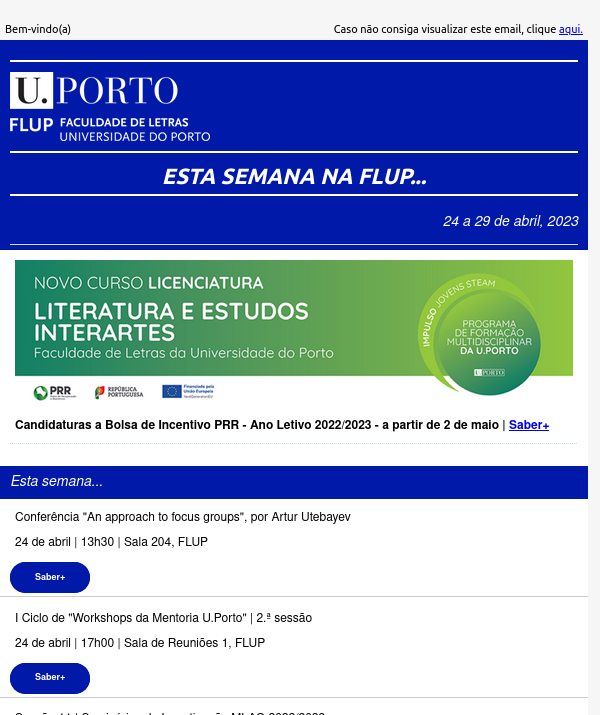 Bem-vindo(a)
Caso não consiga visualizar este email, clique aqui.
U. PORTO
FLUP FACULDADE DE LETRAS
UNIVERSIDADE DO PORTO
ESTA SEMANA NA FLUP...
24 a 29 de abril, 2023
NOVO CURSO LICENCIATURA
LITERATURA E ESTUDOS
INTERARTES
Faculdade de Letras da Universidade do Porto
IMPULSO JOVENS STEAM
PROGRAMA
DE FORMAÇÃO
MULTIDISCIPLINAR
DA U.PORTO
U.PORTO
PRR
REPÚBLICA
PORTUGUESA
Financiado pela
União Europeia
NextGenerationEU
Candidaturas a Bolsa de Incentivo PRR - Ano Letivo 2022/2023 - a partir de 2 de maio | Saber+
Esta semana...
Conferência "An approach to focus groups", por Artur Utebayev
24 de abril | 13h30 | Sala 204, FLUP
Saber+
I Ciclo de "Workshops da Mentoria U.Porto" | 2.ª sessão
24 de abril | 17h00 | Sala de Reuniões 1, FLUP
Saber+